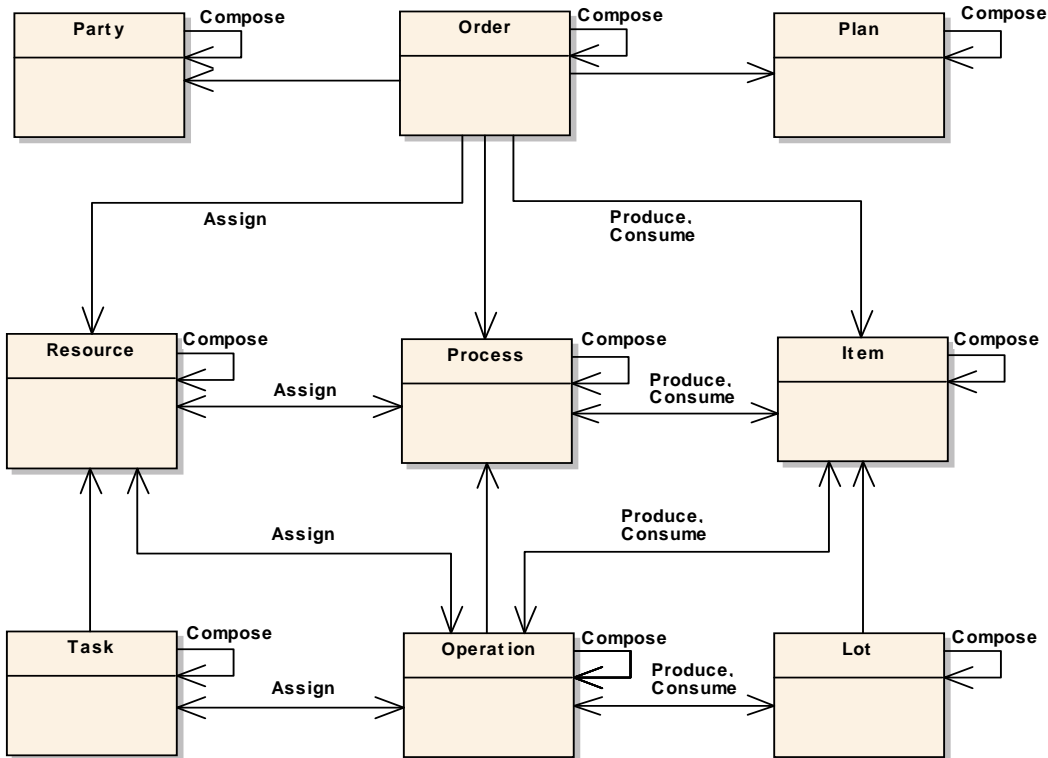 Party
Compose
Order
Compose
Plan
Compose
Assign
Produce,
Consume
Resource
Compose
Process
Compose
Item
Compose
Assign
Produce,
Consume
Assign
Produce,
Consume
Task
Compose
Operation
Compose
Lot
Compose
Assign
Produce,
Consume